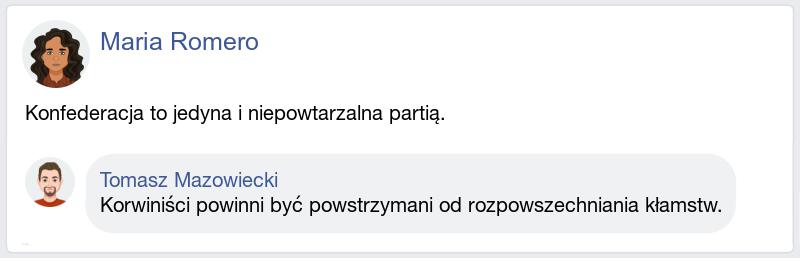 Maria Romero
Konfederacja to jedyna i niepowtarzalna partią.
Tomasz Mazowiecki
Korwiniści powinni być powstrzymani od rozpowszechniania kłamstw.